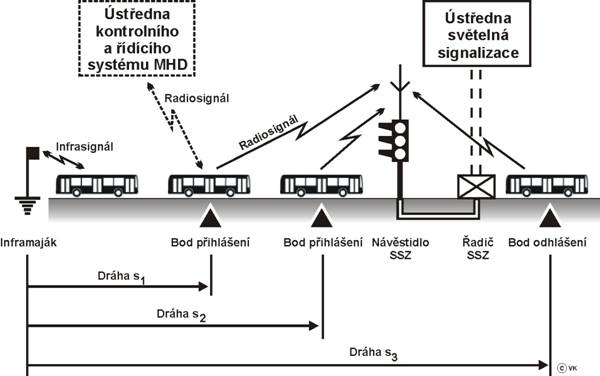 Ústředna
kontrolního
a řídícího
systému MHD
Ústředna
světelná
signalizace
Radiosignál
Radiosignál
Infrasignál
Inframaják
Bod přihlášení
Bod přihlášení
Návěstidlo
SSZ
Řadič
SSZ
Bod odhlášení
Dráha s1
Dráha s2
Dráha s3
© VK